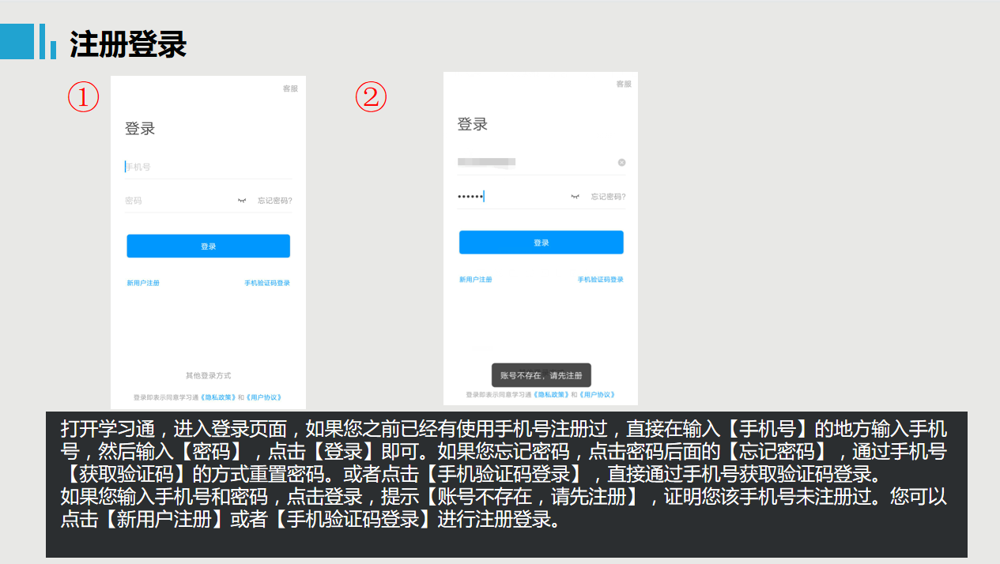 注册登录
①
客服
登录
手机号
密码
忘记密码?
登录
新用户注册
手机验证码登录
其他登录方式
登录即表示同意学习通《隐私政策》和《用户协议》
②
客服
登录
••••••
忘记密码?
登录
新用户注册
手机验证码登录
账号不存在，请先注册
登录即表示同意学习通《隐私政策》和《用户协议》
打开学习通，进入登录页面，如果您之前已经有使用手机号注册过，直接在输入【手机号】的地方输入手机
号，然后输入【密码】，点击【登录】即可。如果您忘记密码，点击密码后面的【忘记密码】，通过手机号
【获取验证码】的方式重置密码。或者点击【手机验证码登录】，直接通过手机号获取验证码登录。
如果您输入手机号和密码，点击登录，提示【账号不存在，请先注册】，证明您该手机号未注册过。您可以
点击【新用户注册】或者【手机验证码登录】进行注册登录。